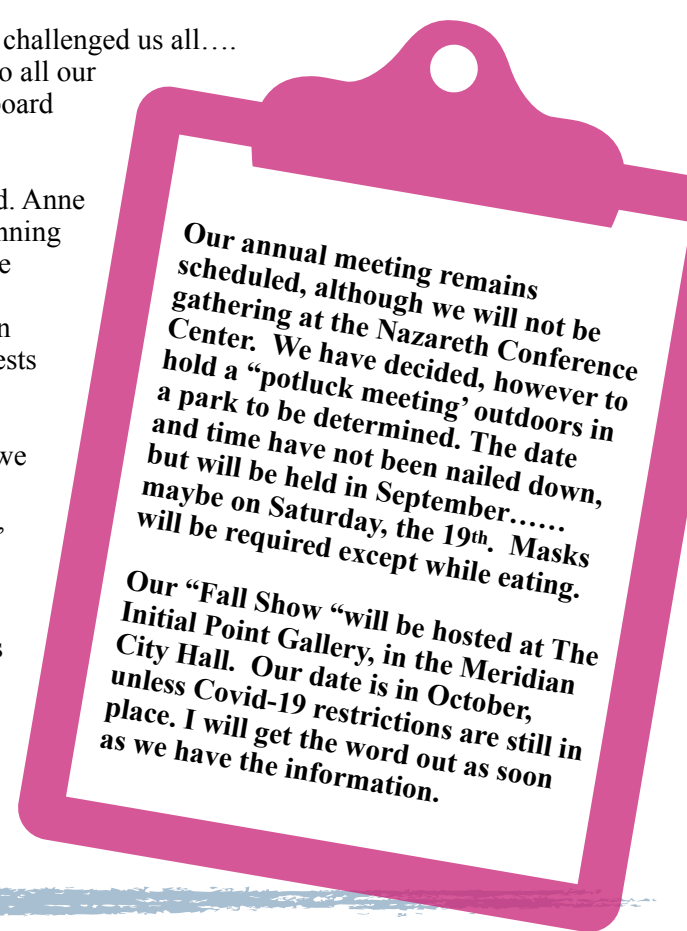 challenged us all….
o all our
oard
d. Anne
nning
e
n
ests
we
,
s
Our annual meeting remains
scheduled, although we will not be
gathering at the Nazareth Conference
Center.  We have decided, however to
hold a “potluck meeting’ outdoors in
a park to be determined. The date
and time have not been nailed down,
but will be held in September……
maybe on Saturday, the 19th.  Masks
will be required except while eating.
Our “Fall Show “will be hosted at The
Initial Point Gallery, in the Meridian
City Hall.  Our date is in October,
unless Covid-19 restrictions are still in
place. I will get the word out as soon
as we have the information.